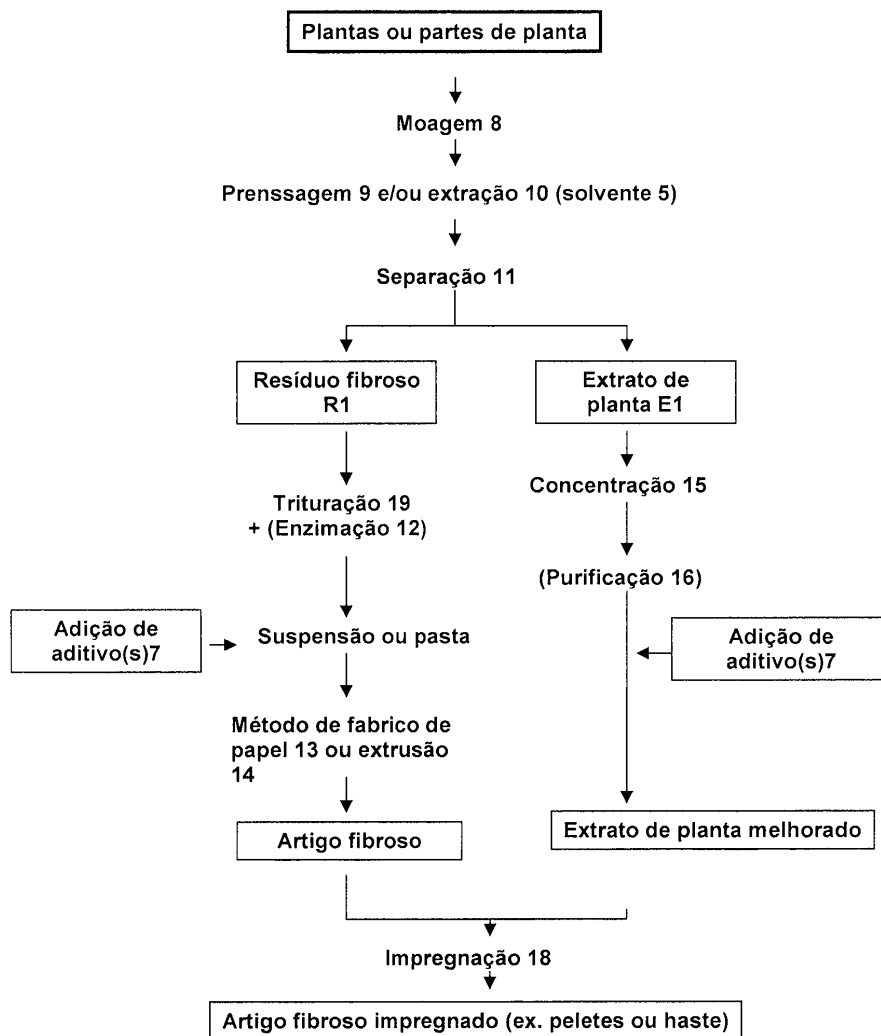 Plantas ou partes de planta
Moagem 8
Prenssagem 9 e/ou extração 10 (solvente 5)
Separação 11
Resíduo fibroso
R1
Extrato de
planta E1
Trituração 19
+ (Enzimação 12)
Concentração 15
(Purificação 16)
Adição de
aditivo(s)7
Suspensão ou pasta
Adição de
aditivo(s)7
Método de fabrico de
papel 13 ou extrusão
14
Artigo fibroso
Extrato de planta melhorado
Impregnação 18
Artigo fibroso impregnado (ex. peletes ou haste)